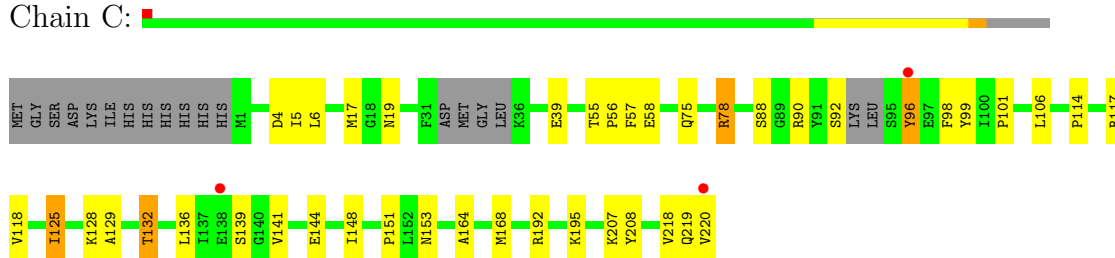 Chain C:
MET GLY SER ASP LYS ILE HIS HIS HIS HIS HIS HIS M1 D4 I5 L6 M17 G18 N19 F31 ASP MET GLY LEU K36 E39 T55 P56 F57 E58 Q75 R78 S88 G89 R90 Y91 S92 LYS LEU S95 Y96 E97 F98 Y99 I100 P101 L106 P114
V118 I125 K128 A129 T132 L136 I137 E138 S139 G140 V141 E144 I148 P151 L152 N153 A164 M168 R192 K195 K207 Y208 V218 Q219 V220